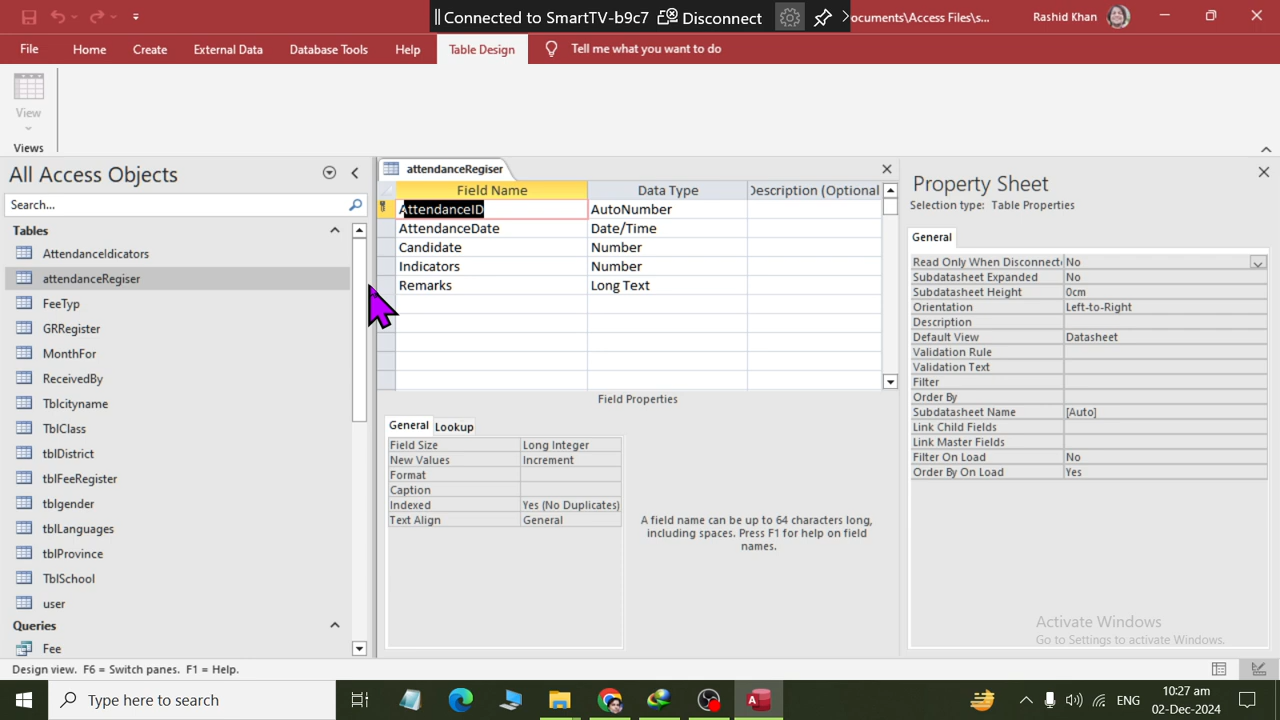 Connected to SmartTV-b9c7 Disconnect
ocuments\Access Files\s...
Rashid Khan
File
Home
Create
External Data
Database Tools
Help
Table Design
Tell me what you want to do
View
Views
All Access Objects
Search...
Tables
AttendanceIdicators
attendanceRegiser
FeeTyp
GRRegister
MonthFor
ReceivedBy
Tblcityname
TblClass
tblDistrict
tblFeeRegister
tblgender
tblLanguages
tblProvince
TblSchool
user
Queries
Fee
attendanceRegiser
Field Name Data Type Description (Optional
AttendanceID AutoNumber
AttendanceDate Date/Time
Candidate Number
Indicators Number
Remarks Long Text
Field Properties
General Lookup
Field Size Long Integer
New Values Increment
Format
Caption
Indexed Yes (No Duplicates)
Text Align General
A field name can be up to 64 characters long,
including spaces. Press F1 for help on field
names.
Property Sheet
Selection type: Table Properties
General
Read Only When Disconnect No
Subdatasheet Expanded No
Subdatasheet Height 0cm
Orientation Left-to-Right
Description
Default View Datasheet
Validation Rule
Validation Text
Filter
Order By
Subdatasheet Name [Auto]
Link Child Fields
Link Master Fields
Filter On Load No
Order By On Load Yes
Activate Windows
Go to Settings to activate Windows.
Design view. F6 = Switch panes. F1 = Help.
Type here to search
ENG
10:27 am
02-Dec-2024